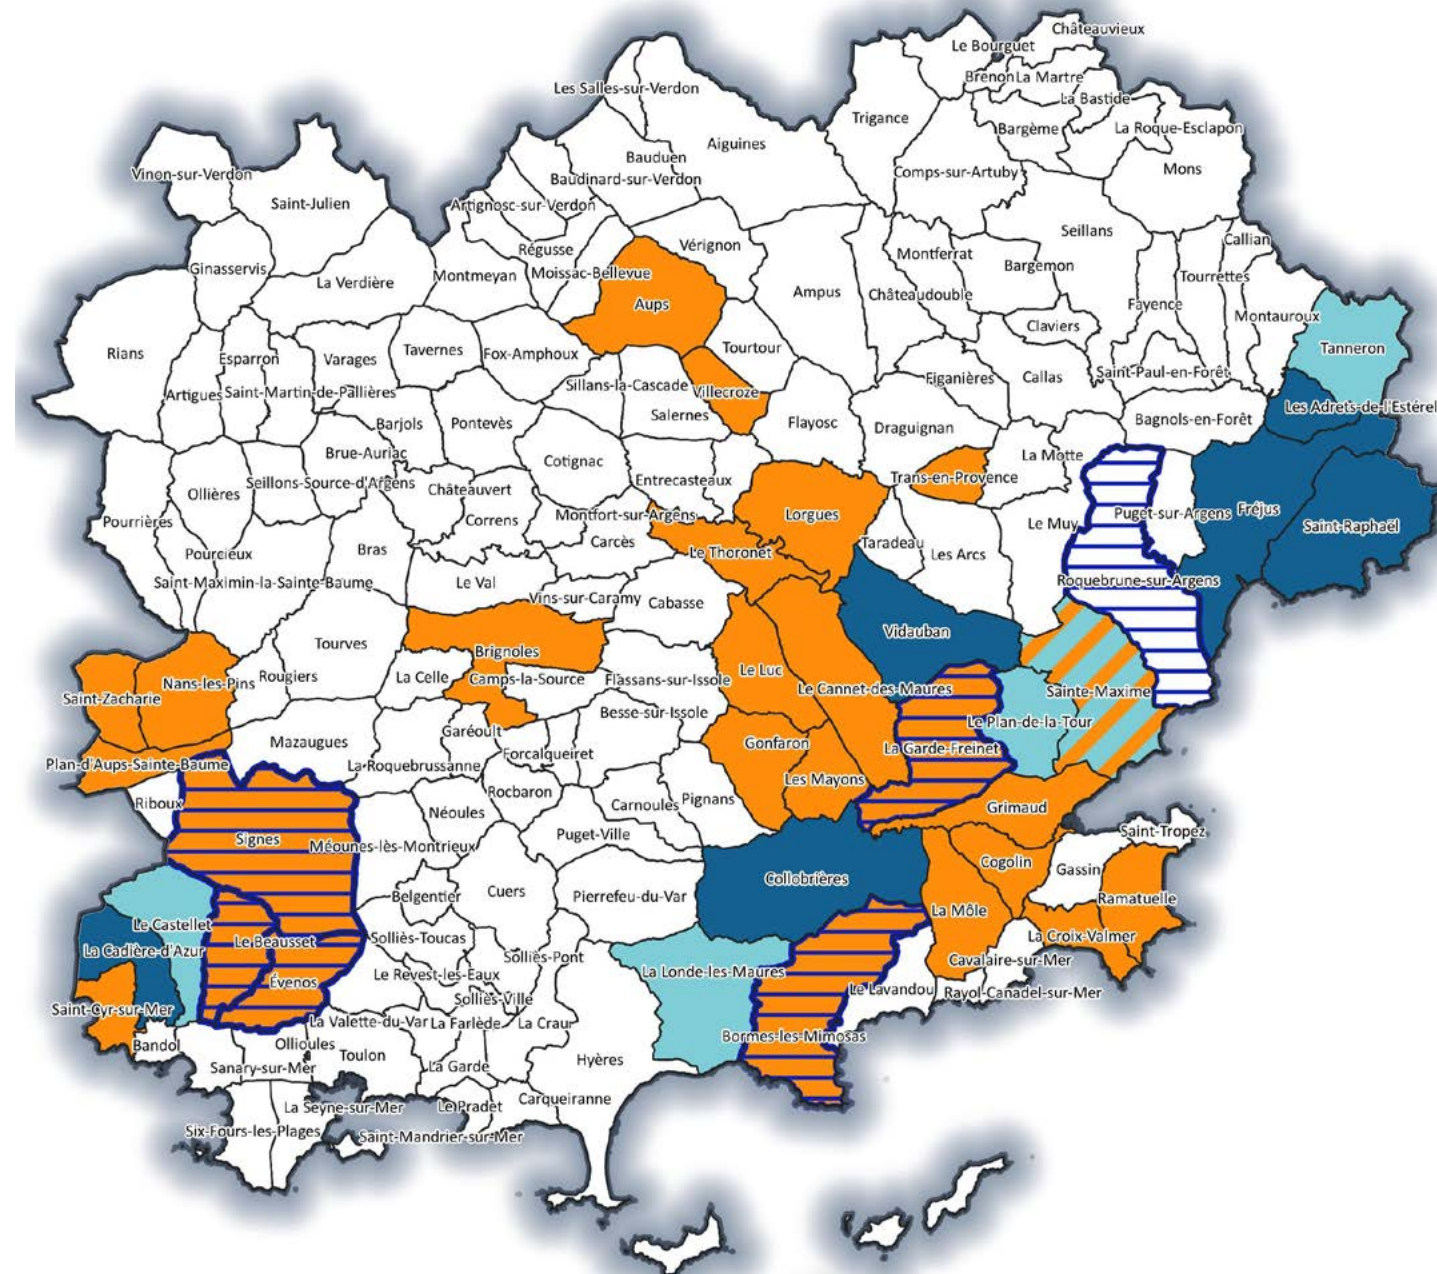 Châteauvieux
Le Bourguet
Brenon
La Martre
Les Salles-sur-Verdon
La Bastide
Trigance
Bargème
La Roque-Esclapon
Aiguines
Bauduen
Mons
Vinon-sur-Verdon
Baudinard-sur-Verdon
Comps-sur-Artuby
Saint-Julien
Artignosc-sur-Verdon
Seillans
Callian
Vérignon
Régusse
Montferrat
Ginasservis
Bargemon
Moissac-Bellevue
Montmeyan
Tourrettes
La Verdière
Ampus
Châteaudouble
Aups
Fayence
Montauroux
Claviers
Tourtour
Tanneron
Tavernes
Rians
Fox-Amphoux
Esparron
Varages
Saint-Paul-en-Forêt
Figanières
Callas
Sillans-la-Cascade
Villecroze
Artigues
Saint-Martin-de-Pallières
Les Adrets-de-l'Estérel
Salernes
Bagnols-en-Forêt
Barjols
Pontevès
Flayosc
Draguignan
Brue-Auriac
La Motte
Cotignac
Trans-en-Provence
Entrecasteaux
Seillons-Source-d'Argens
Châteauvert
Ollières
Fréjus
Puget-sur-Argens
Montfort-sur-Argens
Lorgues
Correns
Pourrières
Le Muy
Saint-Raphaël
Carcès
Taradeau
Bras
Le Thoronet
Les Arcs
Pourcieux
Roquebrune-sur-Argens
Saint-Maximin-la-Sainte-Baume
Le Val
Vins-sur-Caramy
Cabasse
Vidauban
Tourves
Brignoles
Le Luc
Rougiers
La Celle
Camps-la-Source
Flassans-sur-Issole
Nans-les-Pins
Le Cannet-des-Maures
Sainte-Maxime
Saint-Zacharie
Besse-sur-Issole
Le Plan-de-la-Tour
Garéoult
Mazaugues
Gonfaron
La Garde-Freinet
Forcalqueiret
Plan-d'Aups-Sainte-Baume
La Roquebrussanne
Les Mayons
Rocbaron
Pignans
Riboux
Carnoules
Grimaud
Néoules
Saint-Tropez
Puget-Ville
Signes
Méounes-lès-Montrieux
Cogolin
Gassin
Collobrières
Cuers
Belgentier
Pierrefeu-du-Var
Ramatuelle
La Môle
Le Castellet
La Croix-Valmer
Solliès-Toucas
Le Beausset
La Cadière-d'Azur
Solliès-Pont
Cavalaire-sur-Mer
La Londe-les-Maures
Le Revest-les-Eaux
Évenos
Le Lavandou
Rayol-Canadel-sur-Mer
Solliès-Ville
Saint-Cyr-sur-Mer
La Valette-du-Var
La Farlède
La Crau
Bormes-les-Mimosas
Bandol
Ollioules
Toulon
Hyères
La Garde
Sanary-sur-Mer
Carqueiranne
Le Pradet
La Seyne-sur-Mer
Six-Fours-les-Plages
Saint-Mandrier-sur-Mer